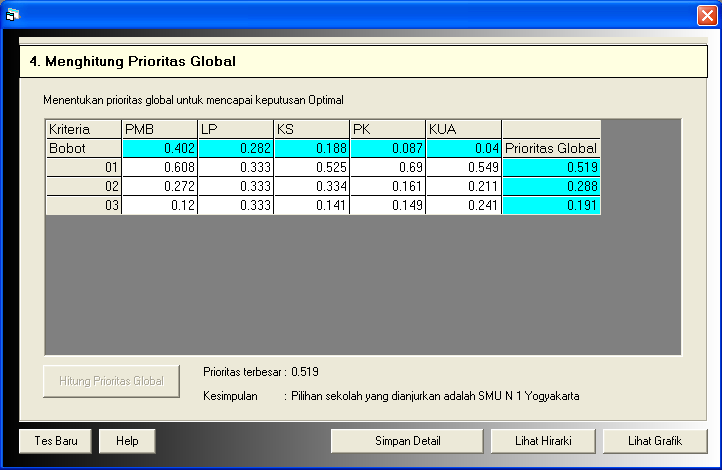 4. Menghitung Prioritas Global
Menentukan prioritas global untuk mencapai keputusan Optimal
Kriteria PMB LP KS PK KUA
Bobot 0.402 0.282 0.188 0.087 0.04 Prioritas Global
01 0.608 0.333 0.525 0.69 0.549 0.519
02 0.272 0.333 0.334 0.161 0.211 0.288
03 0.12 0.333 0.141 0.149 0.241 0.191
Hitung Prioritas Global
Prioritas terbesar : 0.519
Kesimpulan : Pilihan sekolah yang dianjurkan adalah SMU N 1 Yogyakarta
Tes Baru Help Simpan Detail Lihat Hirarki Lihat Grafik